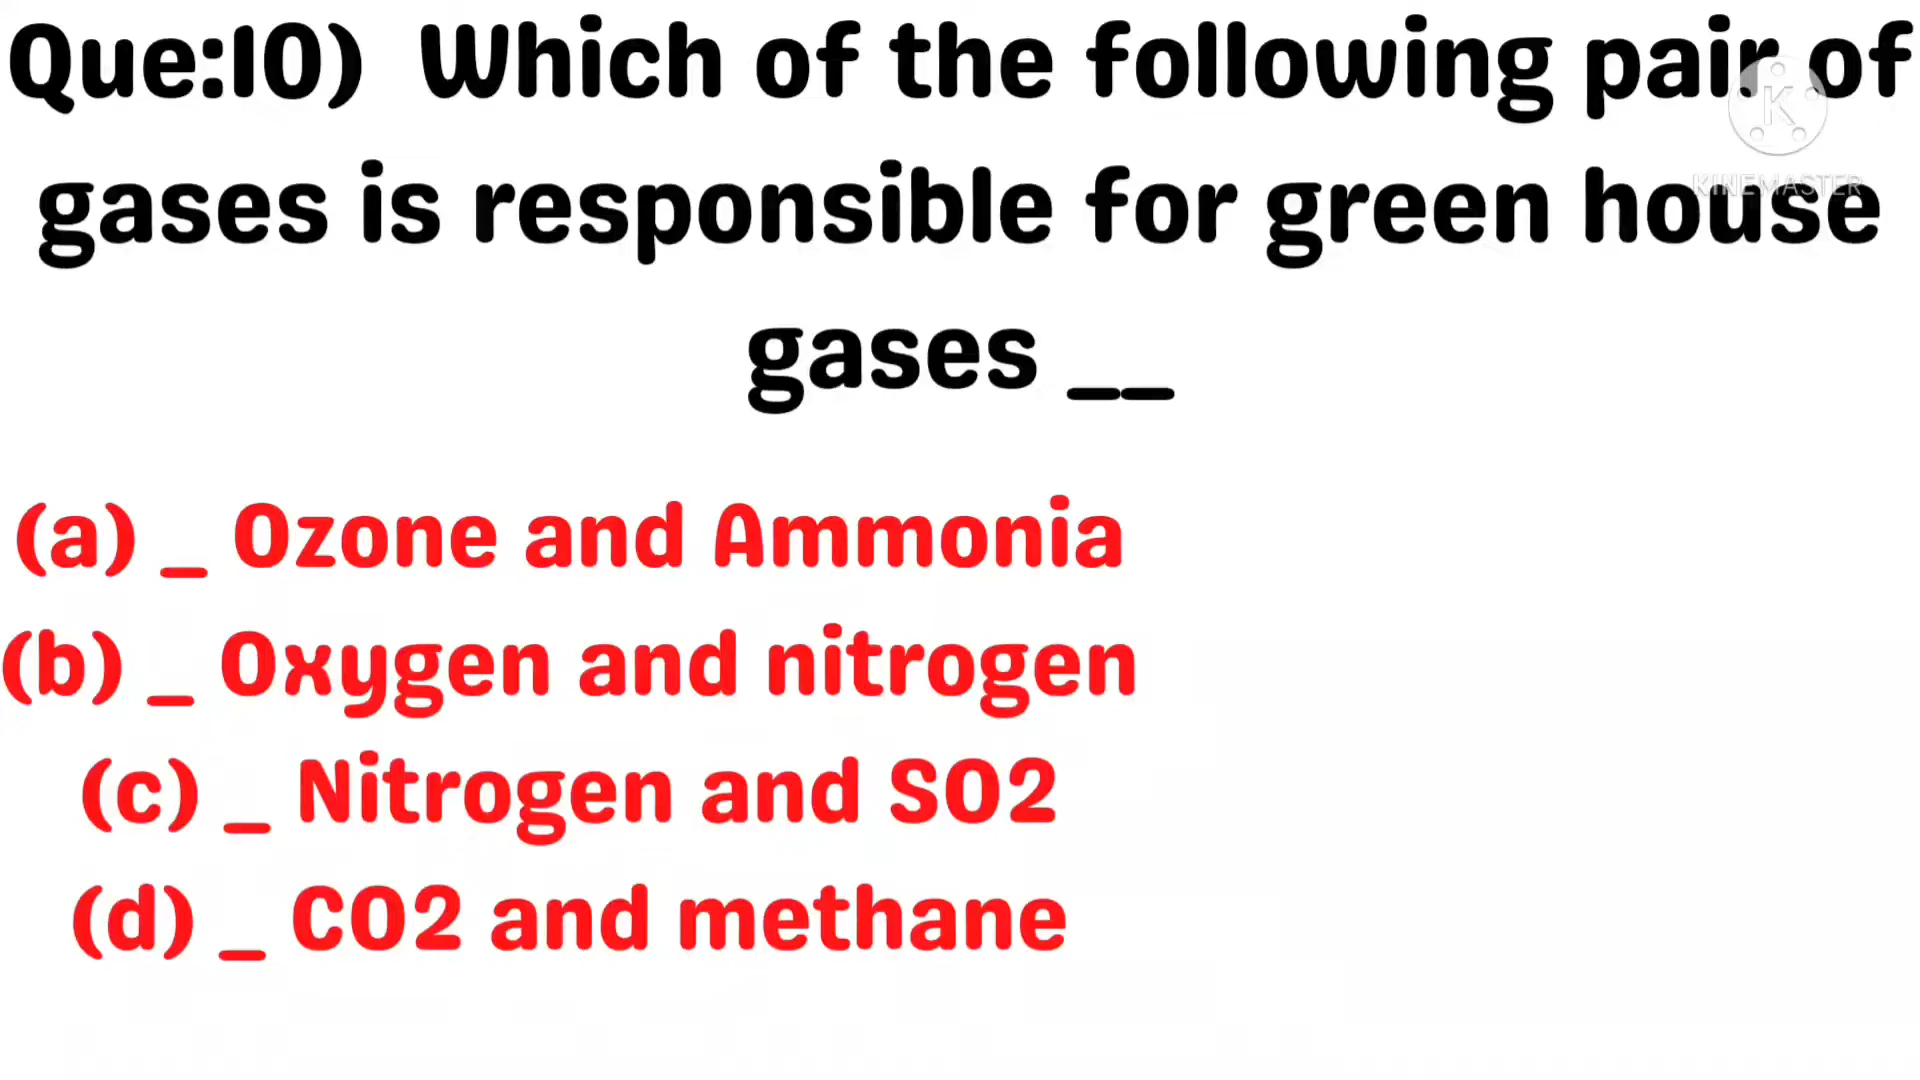 Que:10) Which of the following pair of
gases is responsible for green house
gases __
(a) _ Ozone and Ammonia
(b) _ Oxygen and nitrogen
(c) _ Nitrogen and SO2
(d) _ CO2 and methane
K
KINEMASTER